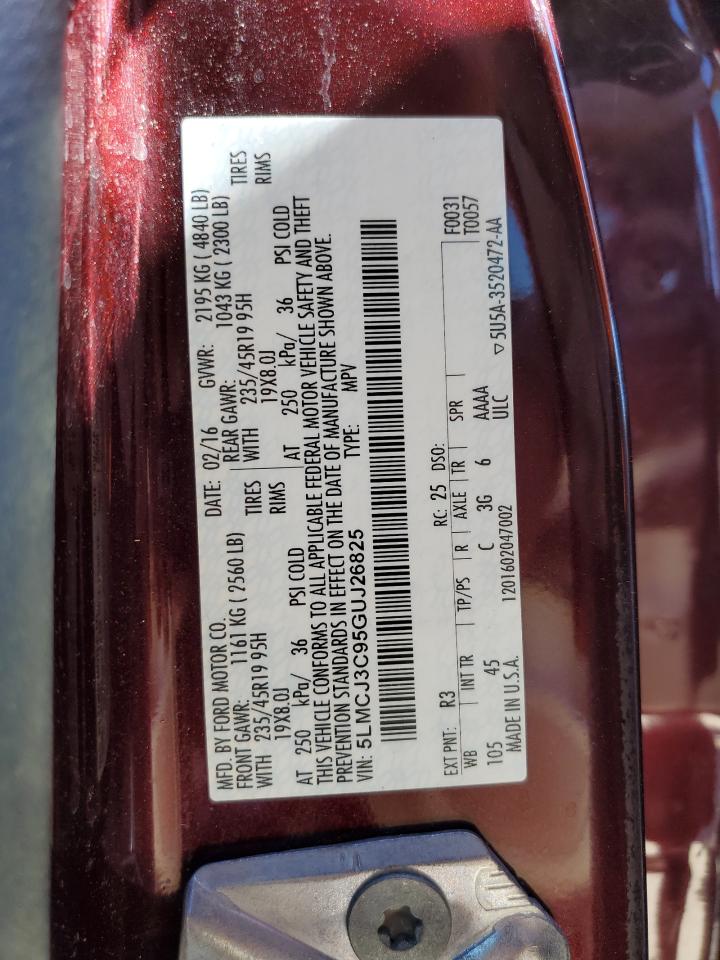 MFD. BY FORD MOTOR CO.
DATE: 02/16 GVWR: 2195 KG ( 4840 LB)
FRONT GAWR: 1161 KG ( 2560 LB) REAR GAWR: 1043 KG ( 2300 LB)
WITH 235/45R19 95H TIRES WITH 235/45R19 95H TIRES
19X8.0J RIMS 19X8.0J RIMS
AT 250 kPa/ 36 PSI COLD AT 250 kPa/ 36 PSI COLD
THIS VEHICLE CONFORMS TO ALL APPLICABLE FEDERAL MOTOR VEHICLE SAFETY AND THEFT
PREVENTION STANDARDS IN EFFECT ON THE DATE OF MANUFACTURE SHOWN ABOVE.
VIN: 5LMCJ3C95GUJ26825 TYPE: MPV
EXT PNT: R3 RC: 25 DSO: F0031
WB INT TR TP/PS R AXLE TR SPR T0057
105 45 C 3G 6 AAAA
MADE IN U.S.A. 1201602047002 ULC ▽5U5A-3520472-AA